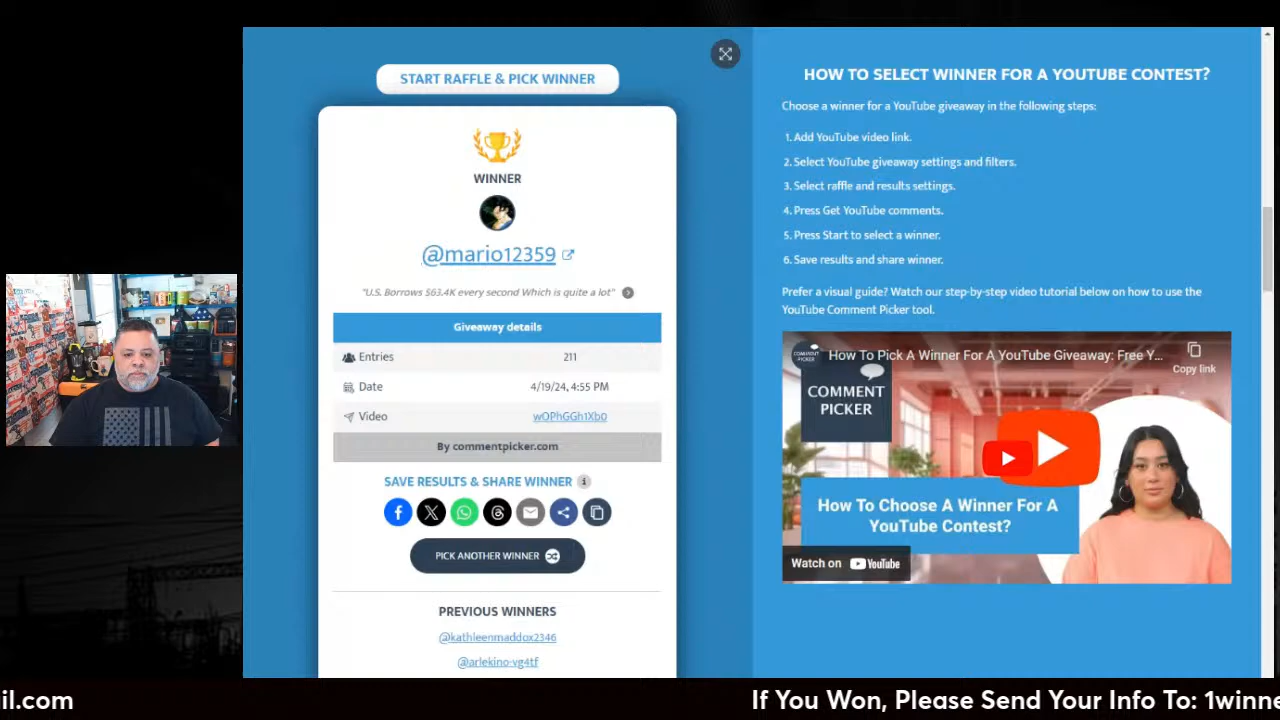 START RAFFLE & PICK WINNER
WINNER
@mario12359
"U.S. Borrows $63.4K every second Which is quite a lot"
Giveaway details
Entries 211
Date 4/19/24, 4:55 PM
Video wOPhGGh1Xb0
By commentpicker.com
SAVE RESULTS & SHARE WINNER
PICK ANOTHER WINNER
PREVIOUS WINNERS
@kathleenmaddox2346
@arlekino-vg4tf
HOW TO SELECT WINNER FOR A YOUTUBE CONTEST?
Choose a winner for a YouTube giveaway in the following steps:
1. Add YouTube video link.
2. Select YouTube giveaway settings and filters.
3. Select raffle and results settings.
4. Press Get YouTube comments.
5. Press Start to select a winner.
6. Save results and share winner.
Prefer a visual guide? Watch our step-by-step video tutorial below on how to use the
YouTube Comment Picker tool.
COMMENT PICKER
How To Pick A Winner For A YouTube Giveaway: Free Y...
Copy link
COMMENT
PICKER
How To Choose A Winner For A
YouTube Contest?
Watch on YouTube
il.com If You Won, Please Send Your Info To: 1winne